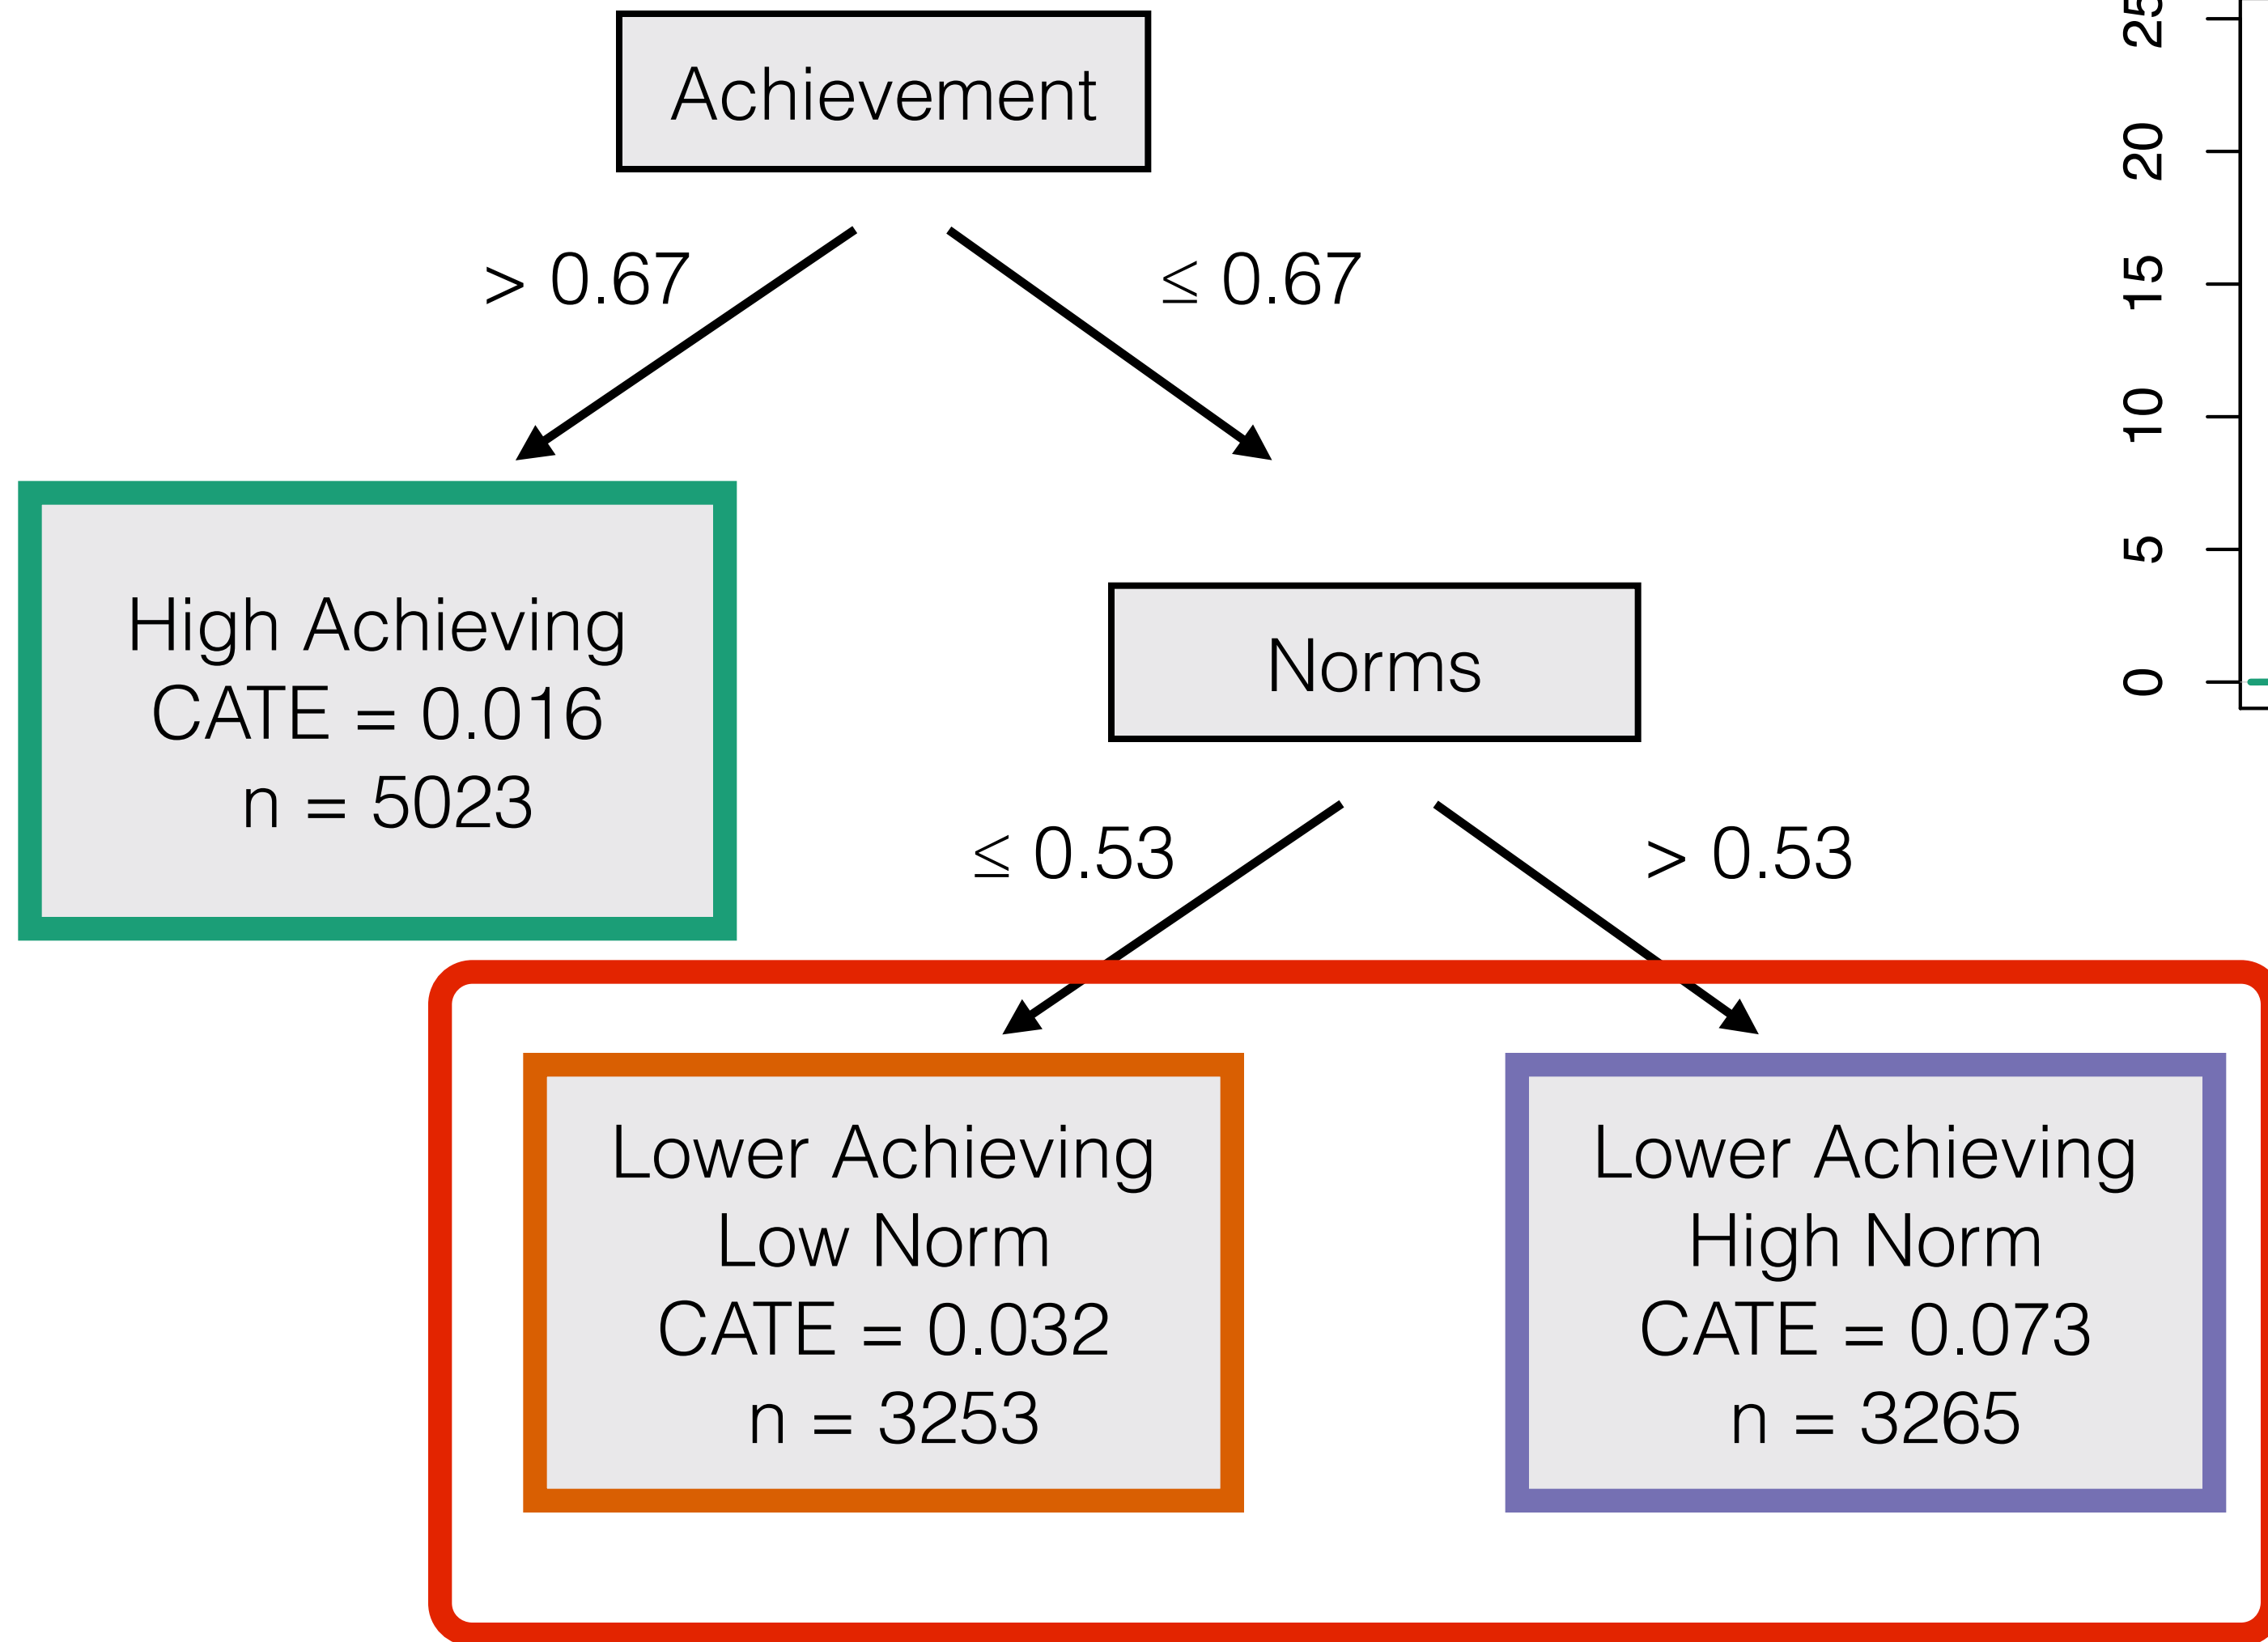 Achievement
> 0.67
≤ 0.67
High Achieving
CATE = 0.016
n = 5023
Norms
≤ 0.53
> 0.53
Lower Achieving
Low Norm
CATE = 0.032
n = 3253
Lower Achieving
High Norm
CATE = 0.073
n = 3265
25
20
15
10
5
0